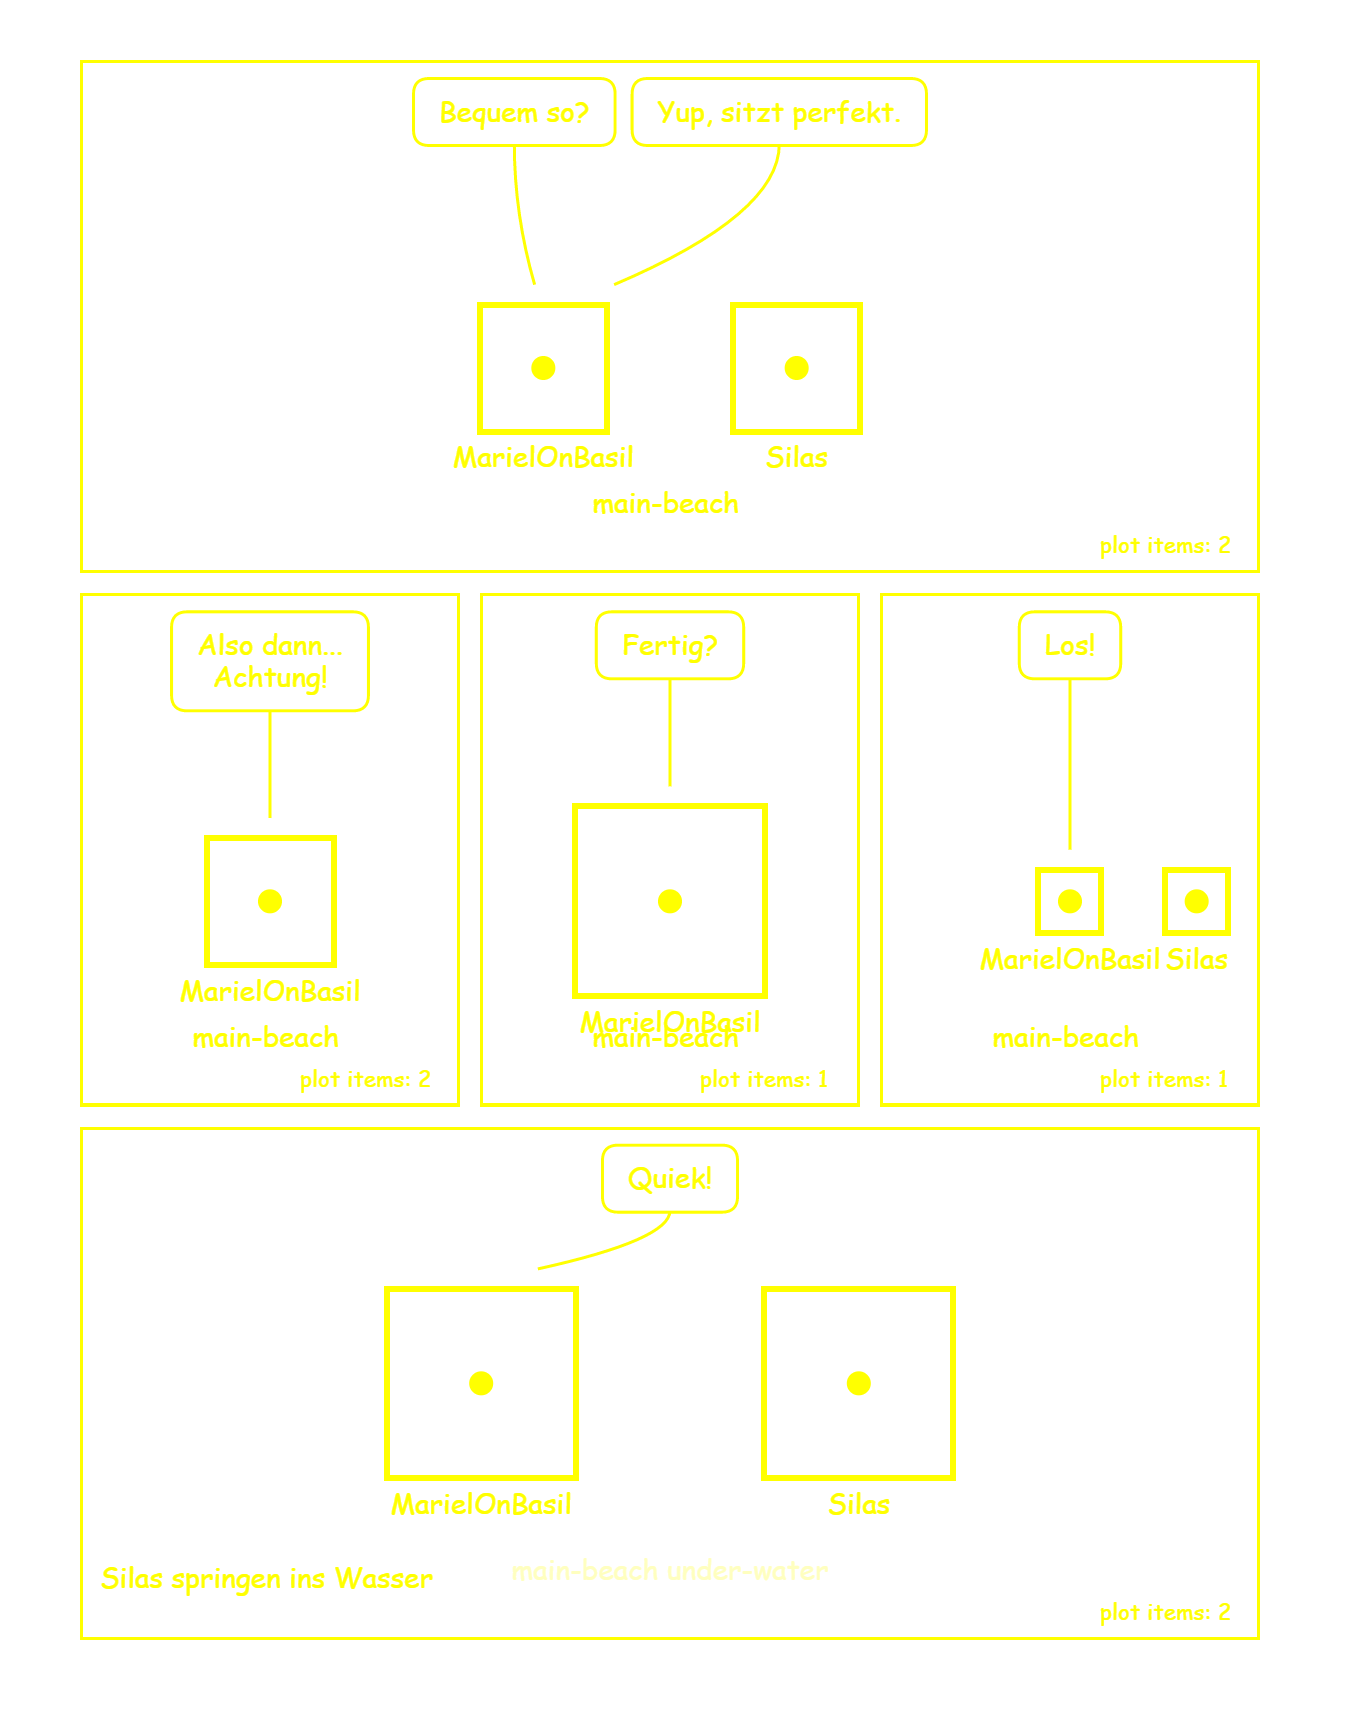 Bequem so?
Yup, sitzt perfekt.
MarielOnBasil
Silas
main-beach
plot items: 2
Also dann...
Achtung!
MarielOnBasil
main-beach
plot items: 2
Fertig?
MarielOnBasil
main-beach
plot items: 1
Los!
MarielOnBasil
Silas
main-beach
plot items: 1
Quiek!
MarielOnBasil
Silas
Silas springen ins Wasser
main-beach under-water
plot items: 2